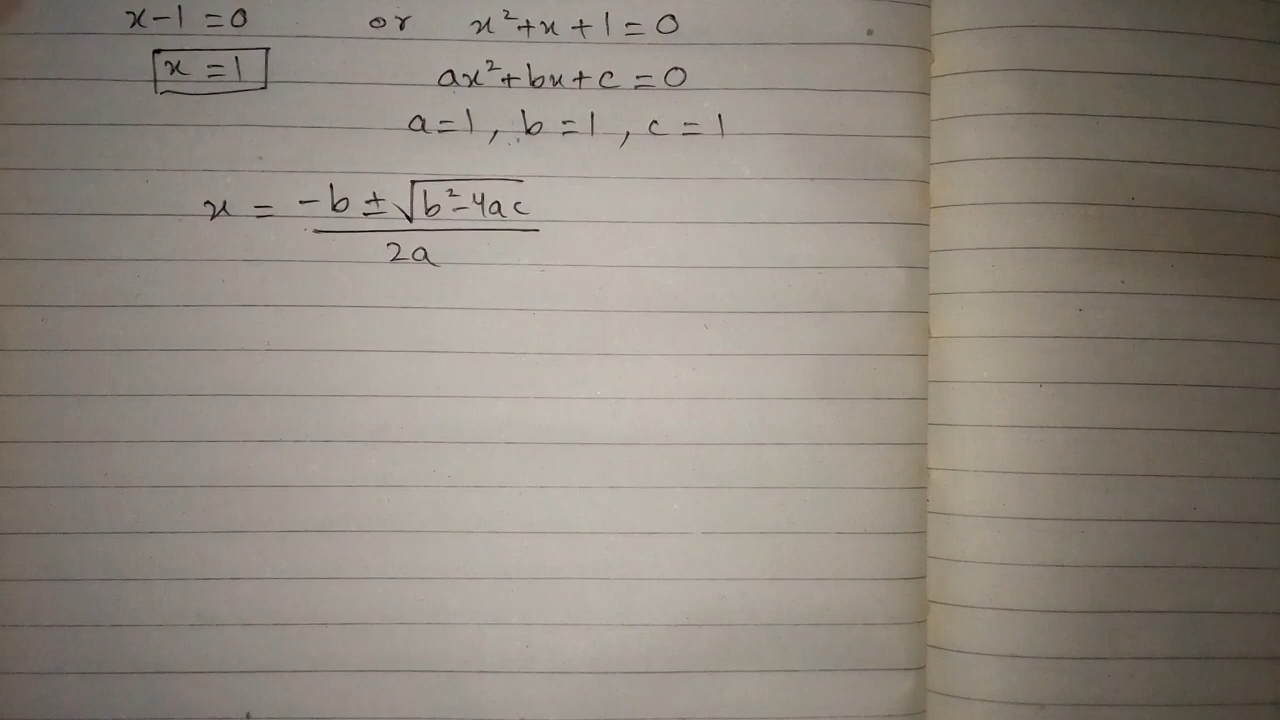 x-1=0 or x²+x+1=0
x=1 ax²+bx+c=0
a=1, b=1, c=1
x = -b±√b²-4ac
2a